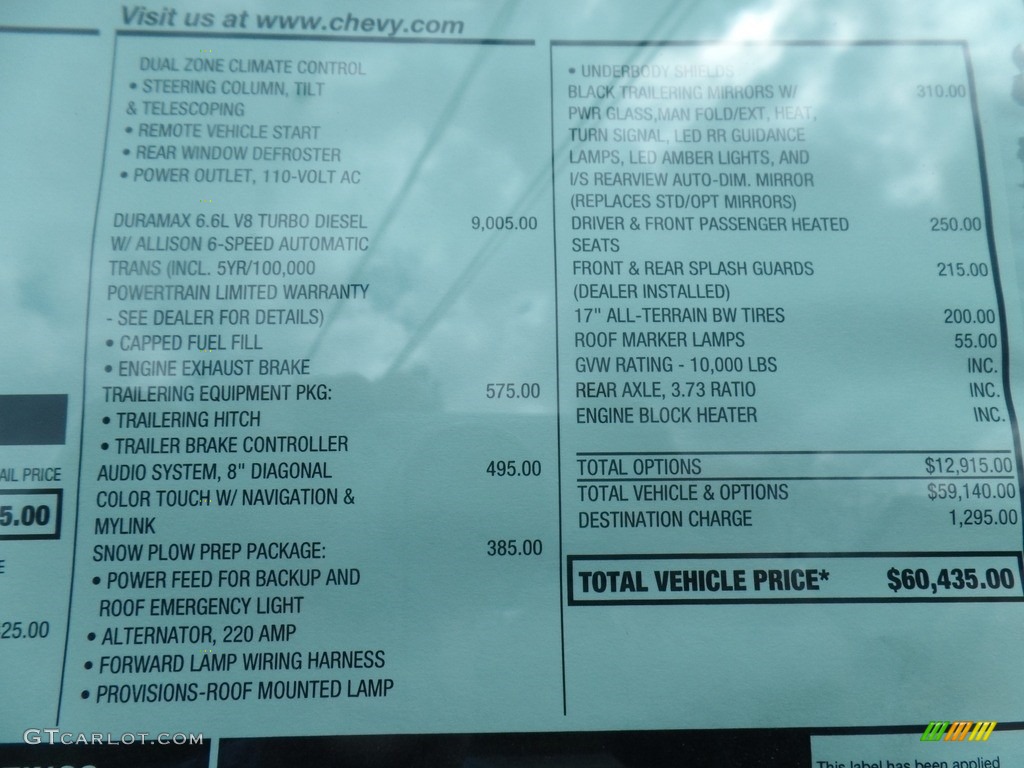 Visit us at www.chevy.com
DUAL ZONE CLIMATE CONTROL
• STEERING COLUMN, TILT
& TELESCOPING
• REMOTE VEHICLE START
• REAR WINDOW DEFROSTER
• POWER OUTLET, 110-VOLT AC
DURAMAX 6.6L V8 TURBO DIESEL 9,005.00
W/ ALLISON 6-SPEED AUTOMATIC
TRANS (INCL. 5YR/100,000
POWERTRAIN LIMITED WARRANTY
- SEE DEALER FOR DETAILS)
• CAPPED FUEL FILL
• ENGINE EXHAUST BRAKE
TRAILERING EQUIPMENT PKG: 575.00
• TRAILERING HITCH
• TRAILER BRAKE CONTROLLER
AUDIO SYSTEM, 8" DIAGONAL 495.00
COLOR TOUCH W/ NAVIGATION &
MYLINK
SNOW PLOW PREP PACKAGE: 385.00
• POWER FEED FOR BACKUP AND
ROOF EMERGENCY LIGHT
• ALTERNATOR, 220 AMP
• FORWARD LAMP WIRING HARNESS
• PROVISIONS-ROOF MOUNTED LAMP
• UNDERBODY SHIELDS
BLACK TRAILERING MIRRORS W/ 310.00
PWR GLASS,MAN FOLD/EXT, HEAT,
TURN SIGNAL, LED RR GUIDANCE
LAMPS, LED AMBER LIGHTS, AND
I/S REARVIEW AUTO-DIM. MIRROR
(REPLACES STD/OPT MIRRORS)
DRIVER & FRONT PASSENGER HEATED 250.00
SEATS
FRONT & REAR SPLASH GUARDS 215.00
(DEALER INSTALLED)
17" ALL-TERRAIN BW TIRES 200.00
ROOF MARKER LAMPS 55.00
GVW RATING - 10,000 LBS INC.
REAR AXLE, 3.73 RATIO INC.
ENGINE BLOCK HEATER INC.
TOTAL OPTIONS $12,915.00
TOTAL VEHICLE & OPTIONS $59,140.00
DESTINATION CHARGE 1,295.00
TOTAL VEHICLE PRICE* $60,435.00
AIL PRICE
5.00
E
25.00
GTCARLOT.COM
This label has been applied